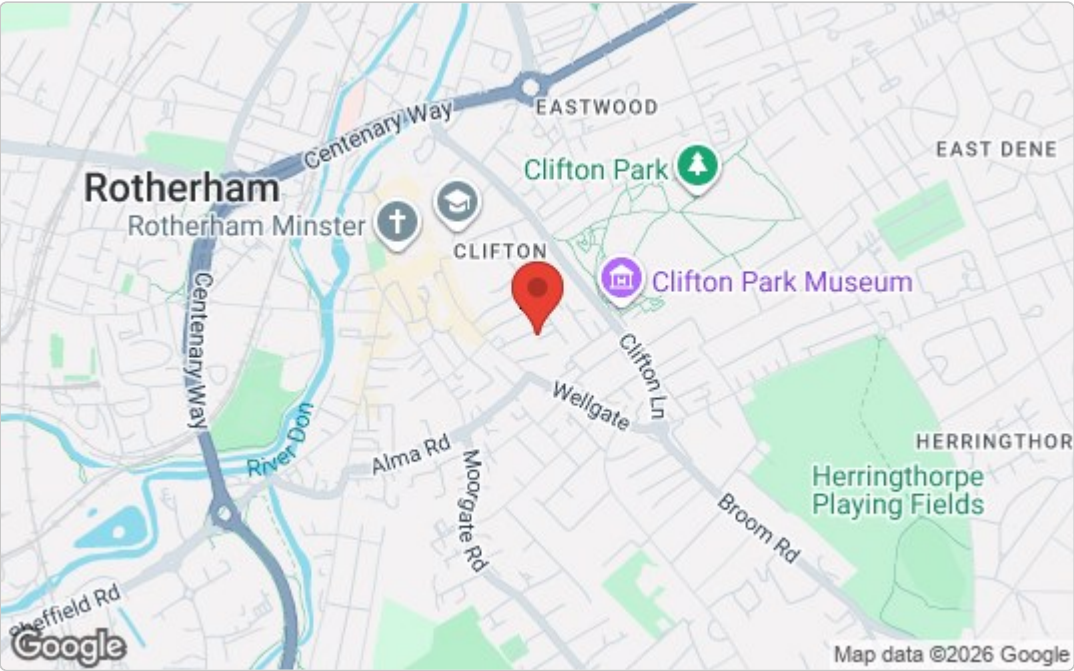 Centenary Way
EASTWOOD
EAST DENE
Clifton Park
Rotherham
Rotherham Minster
CLIFTON
Clifton Park Museum
Centenary Way
Clifton Ln
Wellgate
HERRINGTHOR
Alma Rd
River Don
Moorgate Rd
Herringthorpe
Playing Fields
Broom Rd
Sheffield Rd
Google
Map data ©2026 Google